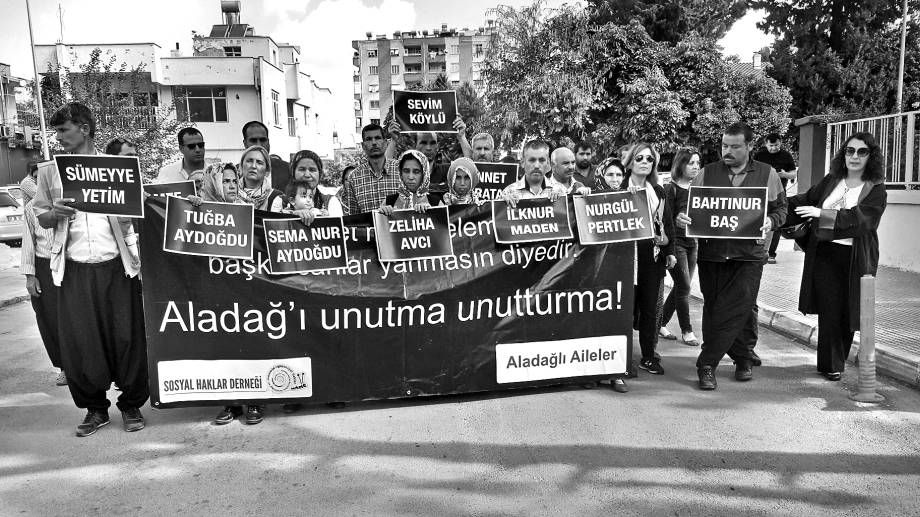 SEVİM
KÖYLÜ
SÜMEYYE
YETİM
TUĞBA
AYDOĞDU
SEMA NUR
AYDOĞDU
ZELİHA
AVCI
İLKNUR
MADEN
NURGÜL
PERTLEK
BAHTINUR
BAŞ
yanmasın diyedir.
Aladağ'ı unutma unutturma!
SOSYAL HAKLAR DERNEĞİ
Aladağlı Aileler